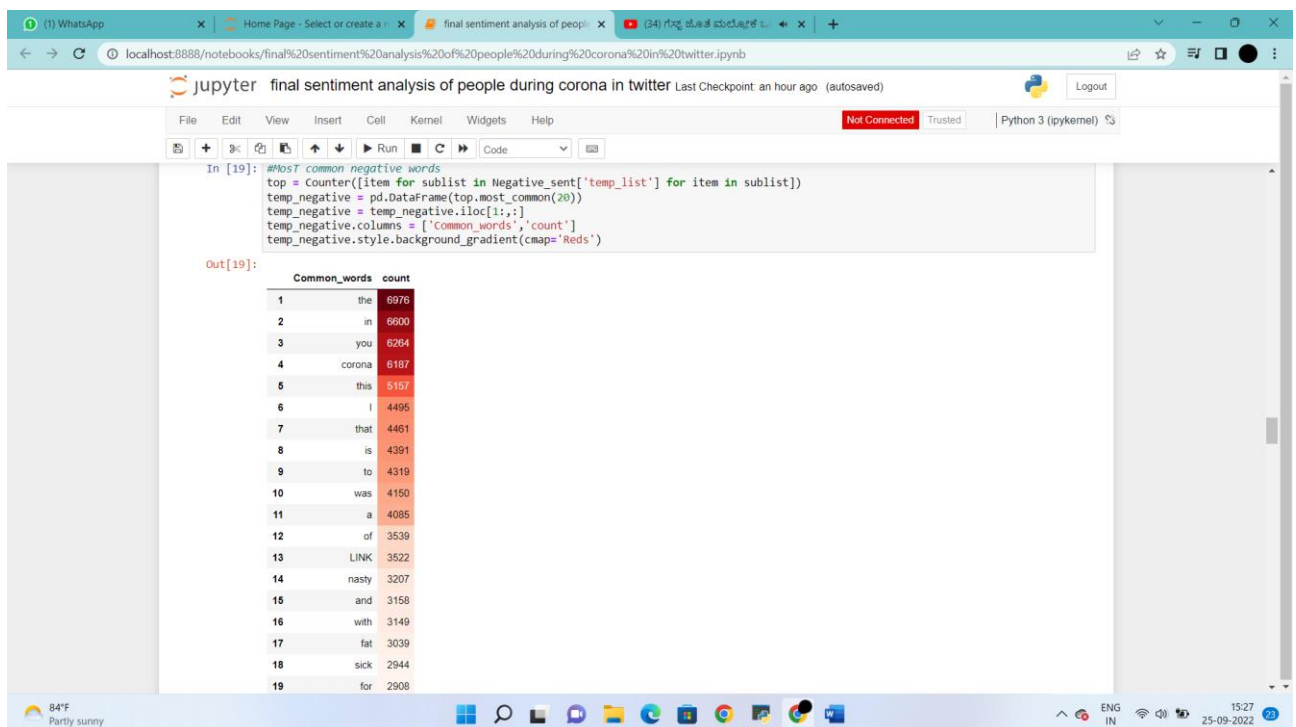 (1) WhatsApp
Home Page - Select or create a n
final sentiment analysis of people
(34) ಗೆಸ್ಟ್ ಜೊತೆ
localhost:8888/notebooks/final%20sentiment%20analysis%20of%20people%20during%20corona%20in%20twitter.ipynb
jupyter final sentiment analysis of people during corona in twitter Last Checkpoint: an hour ago (autosaved)
Logout
File Edit View Insert Cell Kernel Widgets Help
Not Connected Trusted Python 3 (ipykernel)
Run Code
In [19]: #MosT common negative words
top = Counter([item for sublist in Negative_sent['temp_list'] for item in sublist])
temp_negative = pd.DataFrame(top.most_common(20))
temp_negative = temp_negative.iloc[1:,:]
temp_negative.columns = ['Common_words','count']
temp_negative.style.background_gradient(cmap='Reds')
Out[19]:
Common_words count
1 the 6976
2 in 6600
3 you 6264
4 corona 6187
5 this 5157
6 I 4495
7 that 4461
8 is 4391
9 to 4319
10 was 4150
11 a 4085
12 of 3539
13 LINK 3522
14 nasty 3207
15 and 3158
16 with 3149
17 fat 3039
18 sick 2944
19 for 2908
84°F
Partly sunny
ENG
IN
15:27
25-09-2022
23